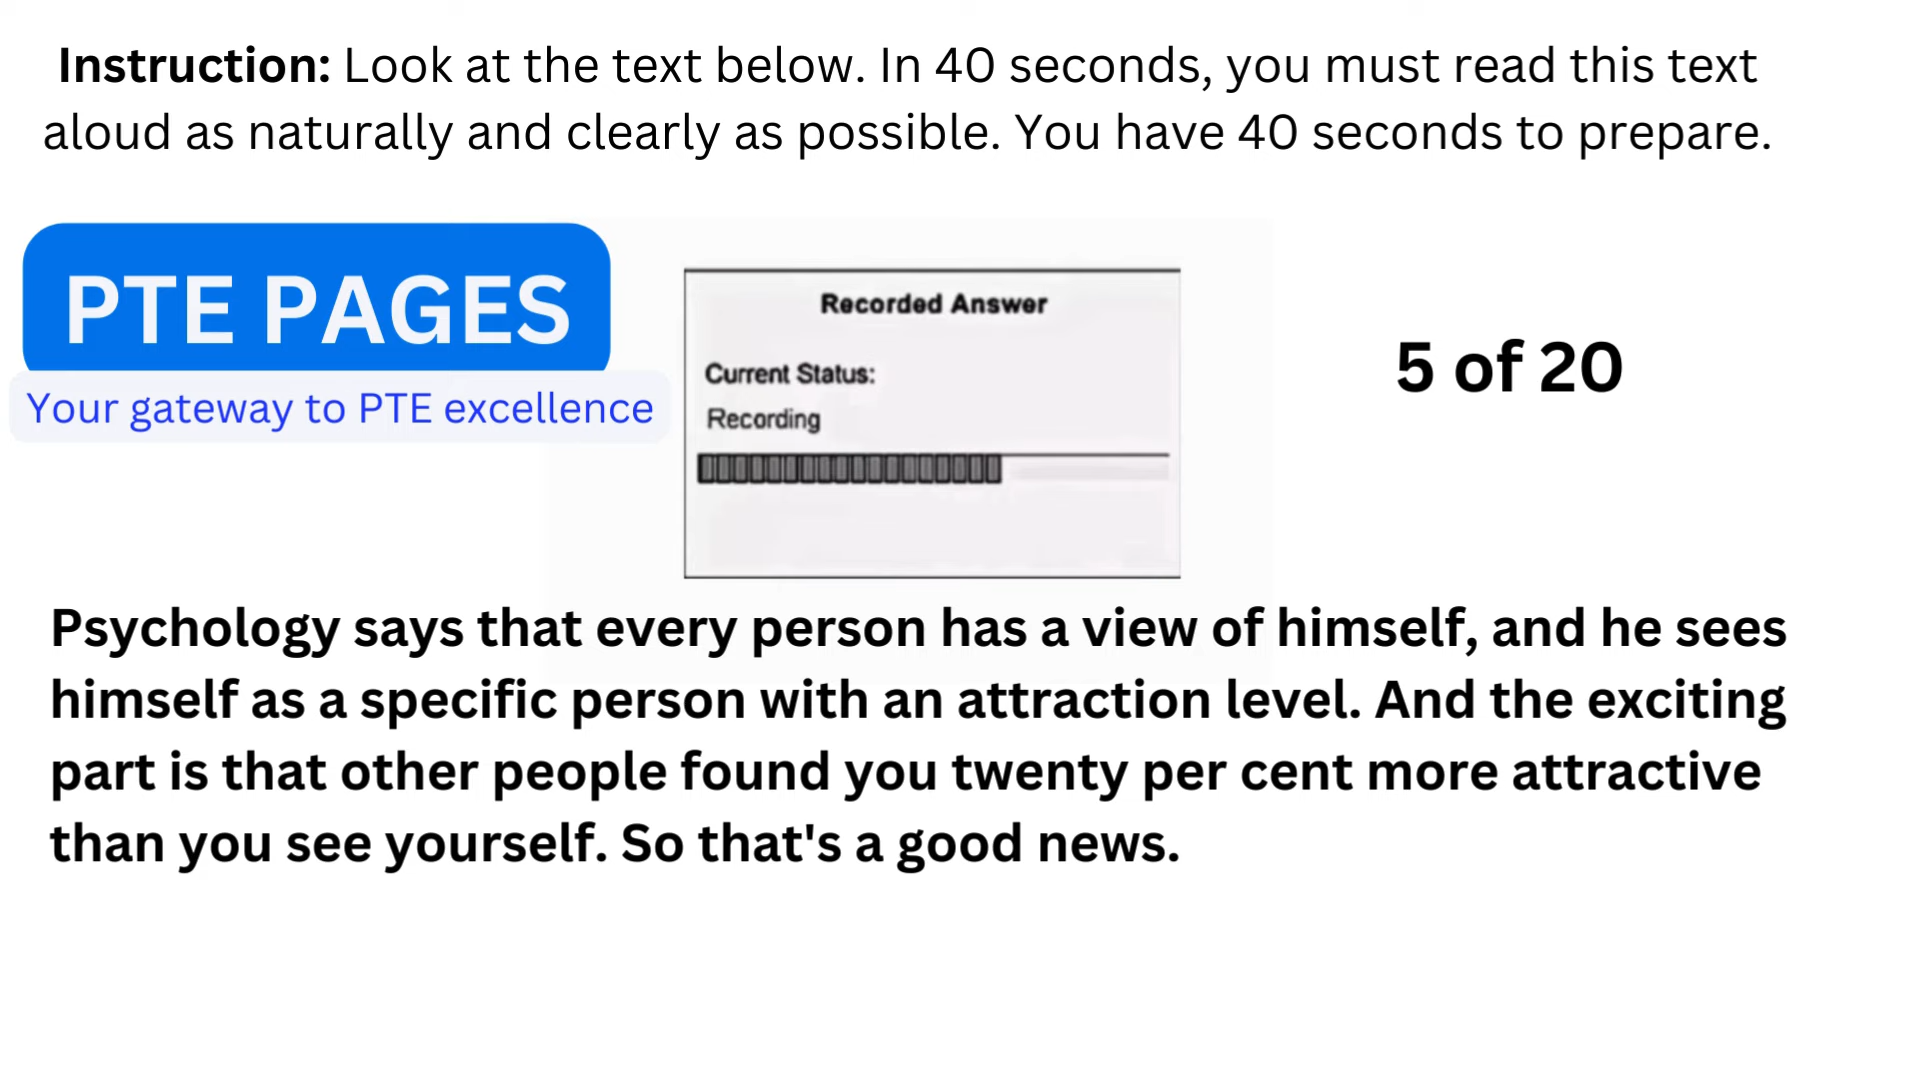 Instruction: Look at the text below. In 40 seconds, you must read this text
aloud as naturally and clearly as possible. You have 40 seconds to prepare.
PTE PAGES
Your gateway to PTE excellence
Recorded Answer
Current Status:
Recording
5 of 20
Psychology says that every person has a view of himself, and he sees
himself as a specific person with an attraction level. And the exciting
part is that other people found you twenty per cent more attractive
than you see yourself. So that's a good news.